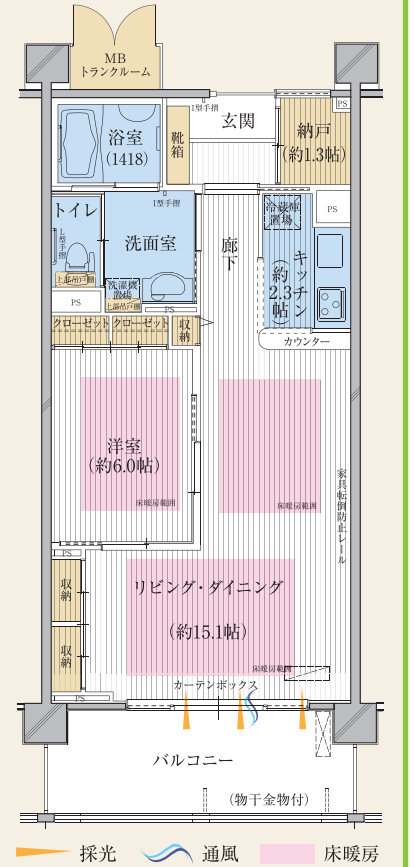 MB
トランクルーム
I型手摺
玄関
PS
浴室
(1418)
靴箱
納戸
(約1.3帖)
I型手摺
トイレ
洗面室
L型手摺
上部吊戸棚
洗濯機
置場
上部吊戸棚
PS
PS
廊下
冷蔵庫
置場
PS
キッチン
(約2.3帖)
カウンター
クローゼット
クローゼット
収納
洋室
(約6.0帖)
床暖房範囲
床暖房範囲
家具転倒防止レール
PS
収納
収納
リビング・ダイニング
(約15.1帖)
床暖房範囲
カーテンボックス
PS
バルコニー
(物干金物付)
採光
通風
床暖房